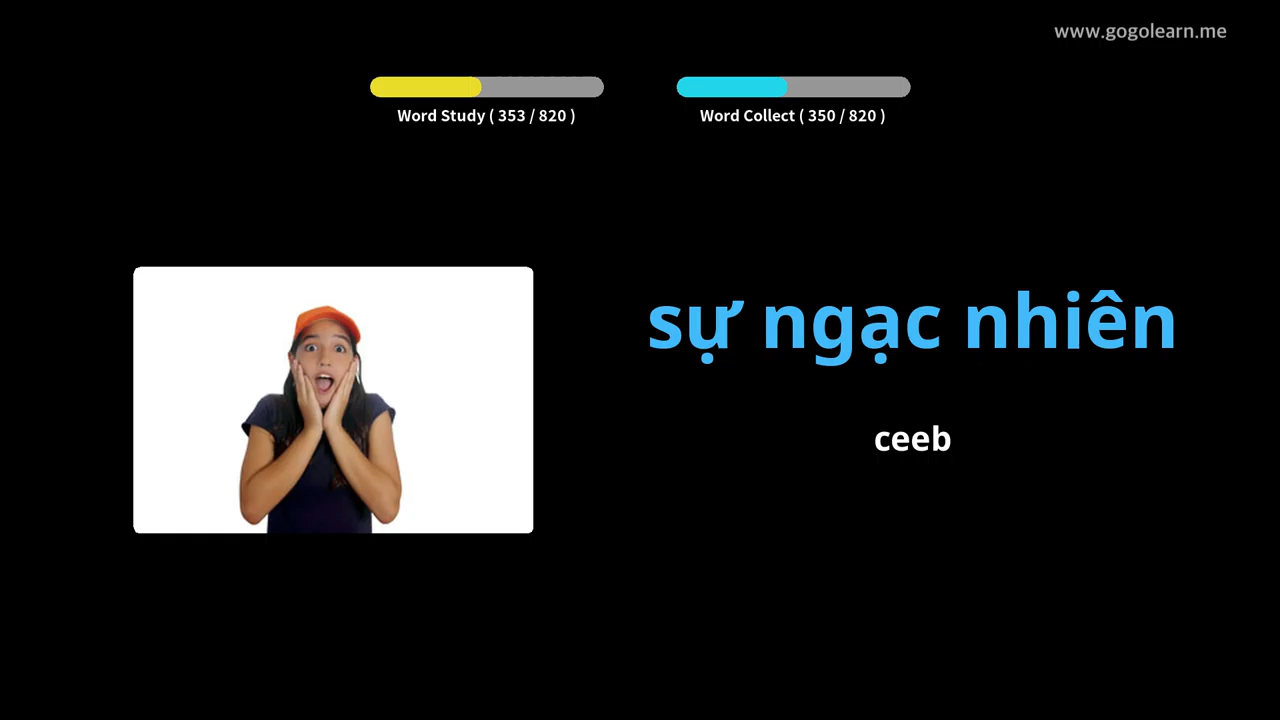 www.gogolearn.me
Word Study ( 353 / 820 )
Word Collect ( 350 / 820 )
sự ngạc nhiên
ceeb